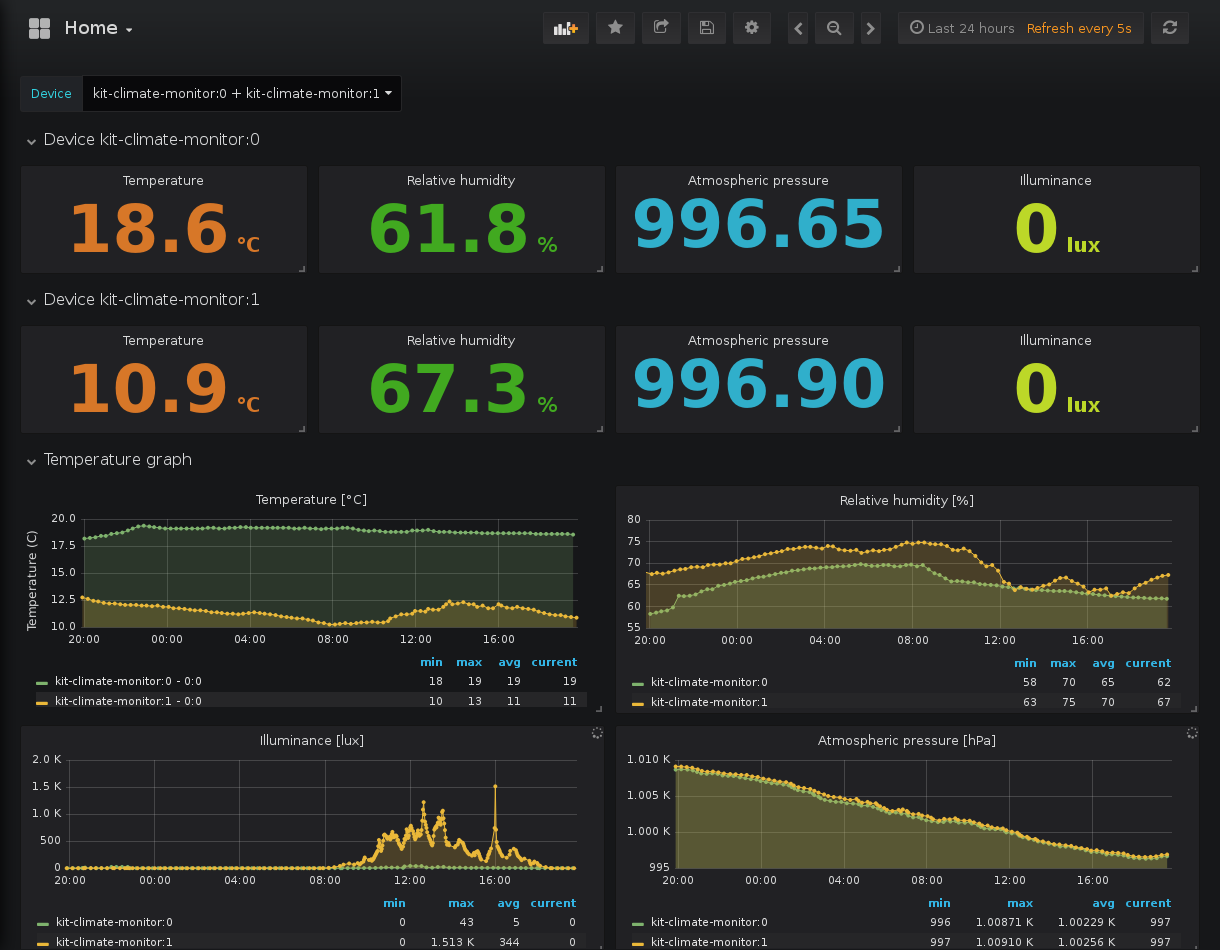 Home
Last 24 hours Refresh every 5s
Device kit-climate-monitor:0 + kit-climate-monitor:1
Device kit-climate-monitor:0
Temperature Relative humidity Atmospheric pressure Illuminance
18.6 °C 61.8 % 996.65 0 lux
Device kit-climate-monitor:1
Temperature Relative humidity Atmospheric pressure Illuminance
10.9 °C 67.3 % 996.90 0 lux
Temperature graph
Temperature [°C]
Temperature (C)
20.0
17.5
15.0
12.5
10.0
20:00 00:00 04:00 08:00 12:00 16:00
min max avg current
kit-climate-monitor:0 - 0:0 18 19 19 19
kit-climate-monitor:1 - 0:0 10 13 11 11
Relative humidity [%]
80
75
70
65
60
55
20:00 00:00 04:00 08:00 12:00 16:00
min max avg current
kit-climate-monitor:0 58 70 65 62
kit-climate-monitor:1 63 75 70 67
Illuminance [lux]
2.0 K
1.5 K
1.0 K
500
0
20:00 00:00 04:00 08:00 12:00 16:00
min max avg current
kit-climate-monitor:0 0 43 5 0
kit-climate-monitor:1 0 1.513 K 344 0
Atmospheric pressure [hPa]
1.010 K
1.005 K
1.000 K
995
20:00 00:00 04:00 08:00 12:00 16:00
min max avg current
kit-climate-monitor:0 996 1.00871 K 1.00229 K 997
kit-climate-monitor:1 997 1.00910 K 1.00256 K 997